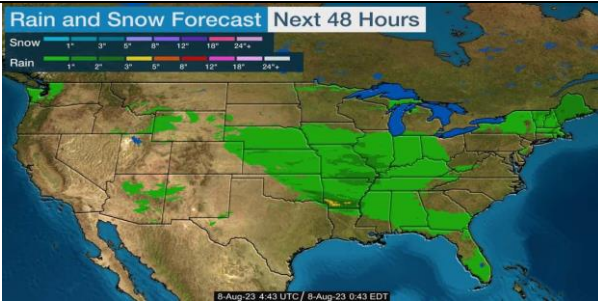 Rain and Snow Forecast Next 48 Hours
Snow 1" 3" 5" 8" 12" 18" 24"+
Rain 1" 2" 3" 5" 8" 12" 18" 24"+
8-Aug-23 4:43 UTC / 8-Aug-23 0:43 EDT